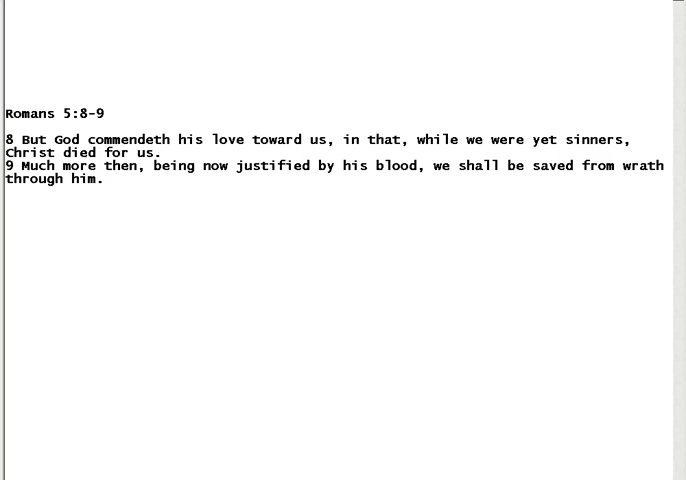 Romans 5:8-9
8 But God commendeth his love toward us, in that, while we were yet sinners,
Christ died for us.
9 Much more then, being now justified by his blood, we shall be saved from wrath
through him.